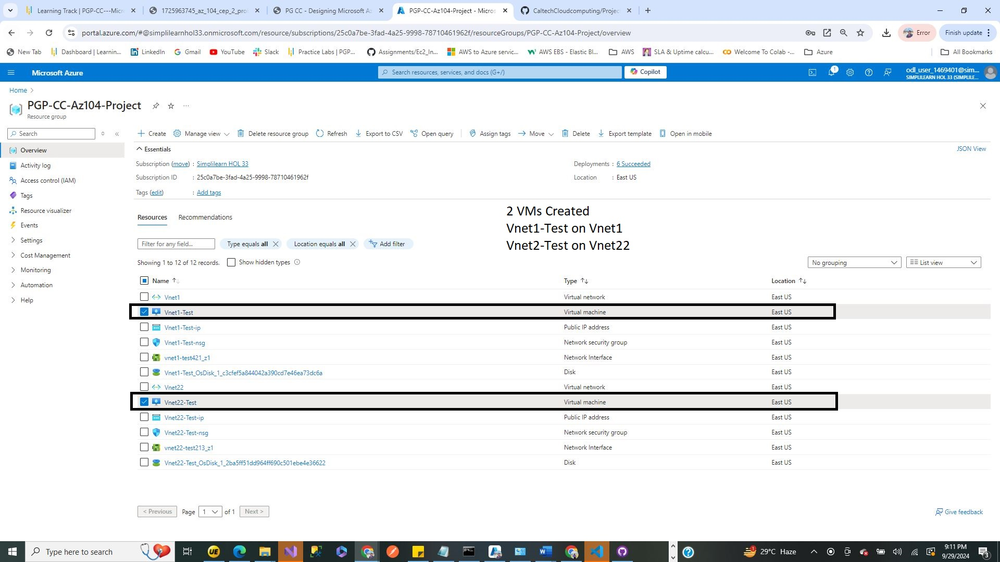 Learning Track | PGP-CC---Micr
1725963745_az_104_cep_2_prob
PG CC - Designing Microsoft Az
PGP-CC-Az104-Project - Micros
CaltechCloudcomputing/Projec
portal.azure.com/#@simplilearnhol33.onmicrosoft.com/resource/subscriptions/25c0a7be-3fad-4a25-9998-78710461962f/resourceGroups/PGP-CC-Az104-Project/overview
Error
Finish update
New Tab
Dashboard | Learnin...
LinkedIn
Gmail
YouTube
Slack
Practice Labs | PGP...
Assignments/Ec2_In...
AWS to Azure servic...
AWS EBS - Elastic Bl...
AWS
SLA & Uptime calcu...
Welcome To Colab -...
Azure
All Bookmarks
Microsoft Azure
Search resources, services, and docs (G+/)
Copilot
1
odl_user_1469401@sim...
SIMPLILEARN HOL 33 (SIMPLILE...
Home
PGP-CC-Az104-Project
Resource group
Search
Create
Manage view
Delete resource group
Refresh
Export to CSV
Open query
Assign tags
Move
Delete
Export template
Open in mobile
Overview
Activity log
Access control (IAM)
Tags
Resource visualizer
Events
Settings
Cost Management
Monitoring
Automation
Help
Essentials
JSON View
Subscription (move) : Simplilearn HOL 33
Deployments : 6 Succeeded
Subscription ID : 25c0a7be-3fad-4a25-9998-78710461962f
Location : East US
Tags (edit) : Add tags
2 VMs Created
Vnet1-Test on Vnet1
Vnet2-Test on Vnet22
Resources
Recommendations
Filter for any field...
Type equals all
Location equals all
Add filter
Showing 1 to 12 of 12 records.
Show hidden types
No grouping
List view
Name Type Location
Vnet1 Virtual network East US
Vnet1-Test Virtual machine East US
Vnet1-Test-ip Public IP address East US
Vnet1-Test-nsg Network security group East US
vnet1-test421_z1 Network Interface East US
Vnet1-Test_OsDisk_1_c3cfef5a844042a390cd7e46ea73dc6a Disk East US
Vnet22 Virtual network East US
Vnet22-Test Virtual machine East US
Vnet22-Test-ip Public IP address East US
Vnet22-Test-nsg Network security group East US
vnet22-test213_z1 Network Interface East US
Vnet22-Test_OsDisk_1_2ba5ff51dd964ff690c501ebe4e36622 Disk East US
< Previous
Page 1 of 1
Next >
Give feedback
Type here to search
UE
29°C Haze
9:11 PM
9/29/2024
3